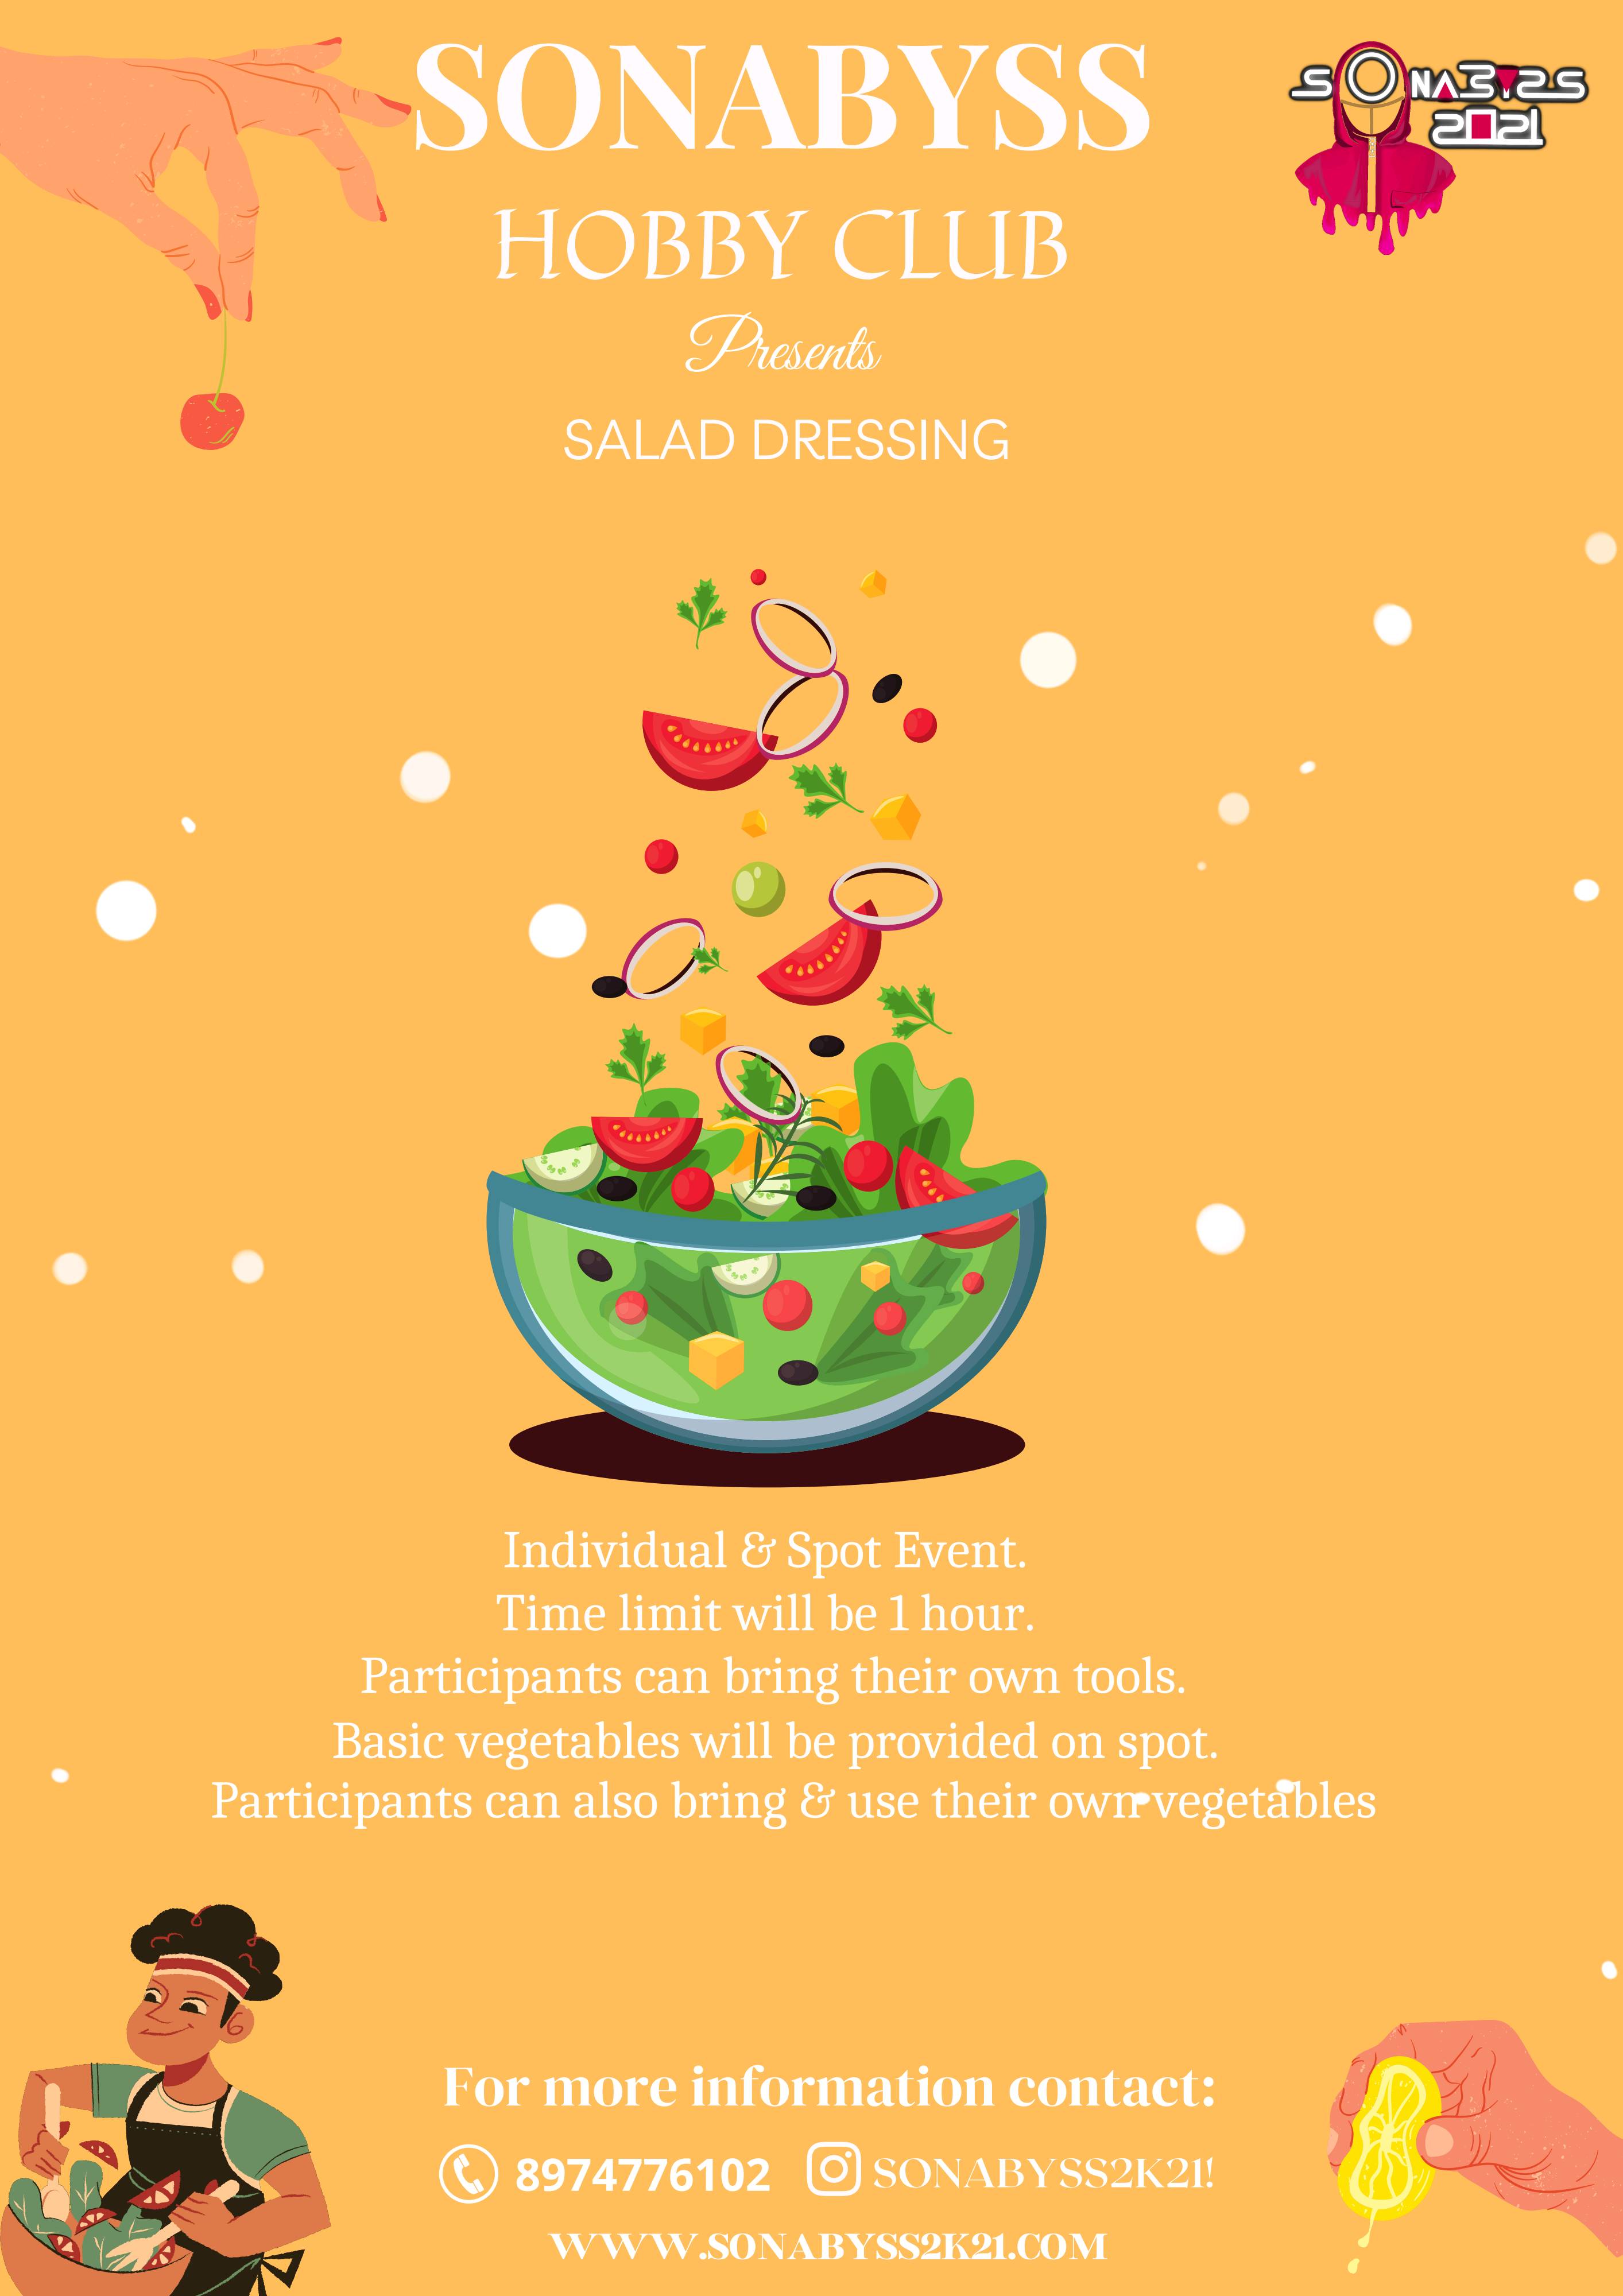 SONABYSS
SONABYSS
2021
HOBBY CLUB
Presents
SALAD DRESSING
Individual & Spot Event.
Time limit will be 1 hour.
Participants can bring their own tools.
Basic vegetables will be provided on spot.
Participants can also bring & use their own vegetables
For more information contact:
8974776102 SONABYSS2K21!
WWW.SONABYSS2K21.COM